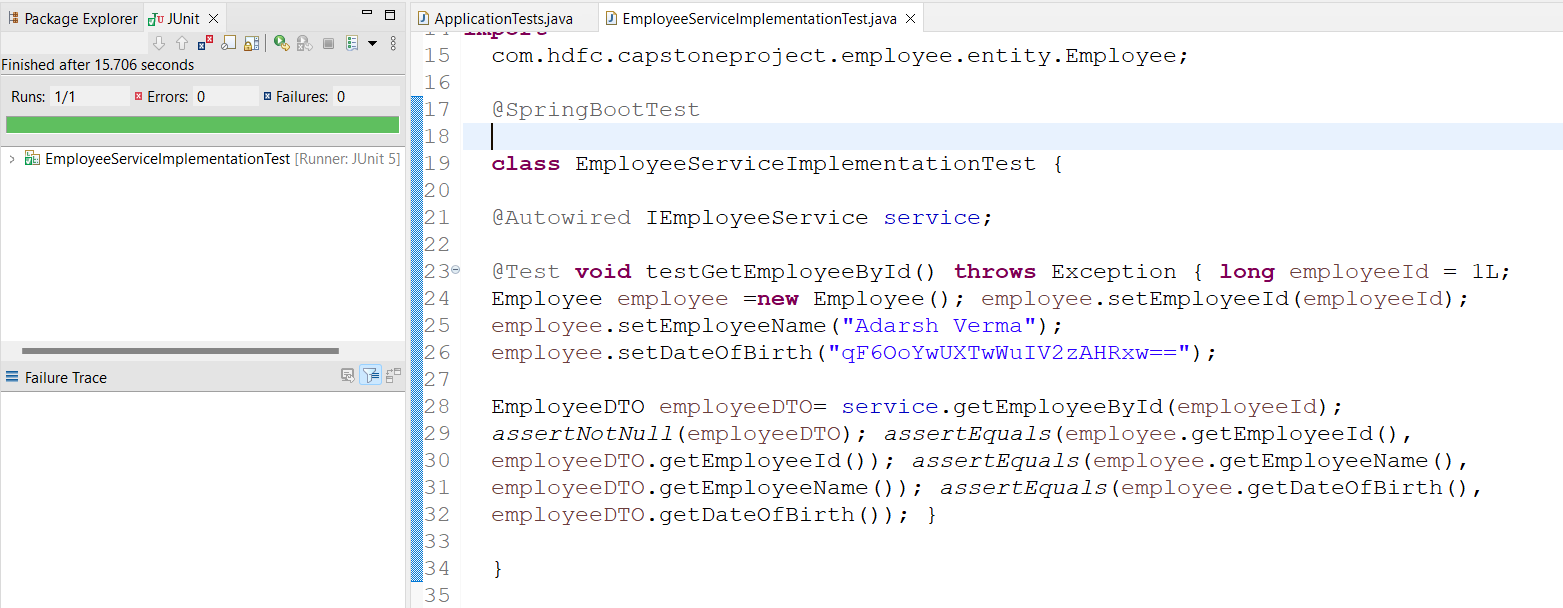 Package Explorer
JUnit
Finished after 15.706 seconds
Runs: 1/1
Errors: 0
Failures: 0
EmployeeServiceImplementationTest [Runner: JUnit 5]
Failure Trace
ApplicationTests.java
EmployeeServiceImplementationTest.java
14 import
15 com.hdfc.capstoneproject.employee.entity.Employee;
16
17 @SpringBootTest
18
19 class EmployeeServiceImplementationTest {
20
21 @Autowired IEmployeeService service;
22
23 @Test void testGetEmployeeById() throws Exception { long employeeId = 1L;
24 Employee employee =new Employee(); employee.setEmployeeId(employeeId);
25 employee.setEmployeeName("Adarsh Verma");
26 employee.setDateOfBirth("qF6OoYwUXTwWuIV2zAHRxw==");
27
28 EmployeeDTO employeeDTO= service.getEmployeeById(employeeId);
29 assertNotNull(employeeDTO); assertEquals(employee.getEmployeeId(),
30 employeeDTO.getEmployeeId()); assertEquals(employee.getEmployeeName(),
31 employeeDTO.getEmployeeName()); assertEquals(employee.getDateOfBirth(),
32 employeeDTO.getDateOfBirth()); }
33
34 }
35